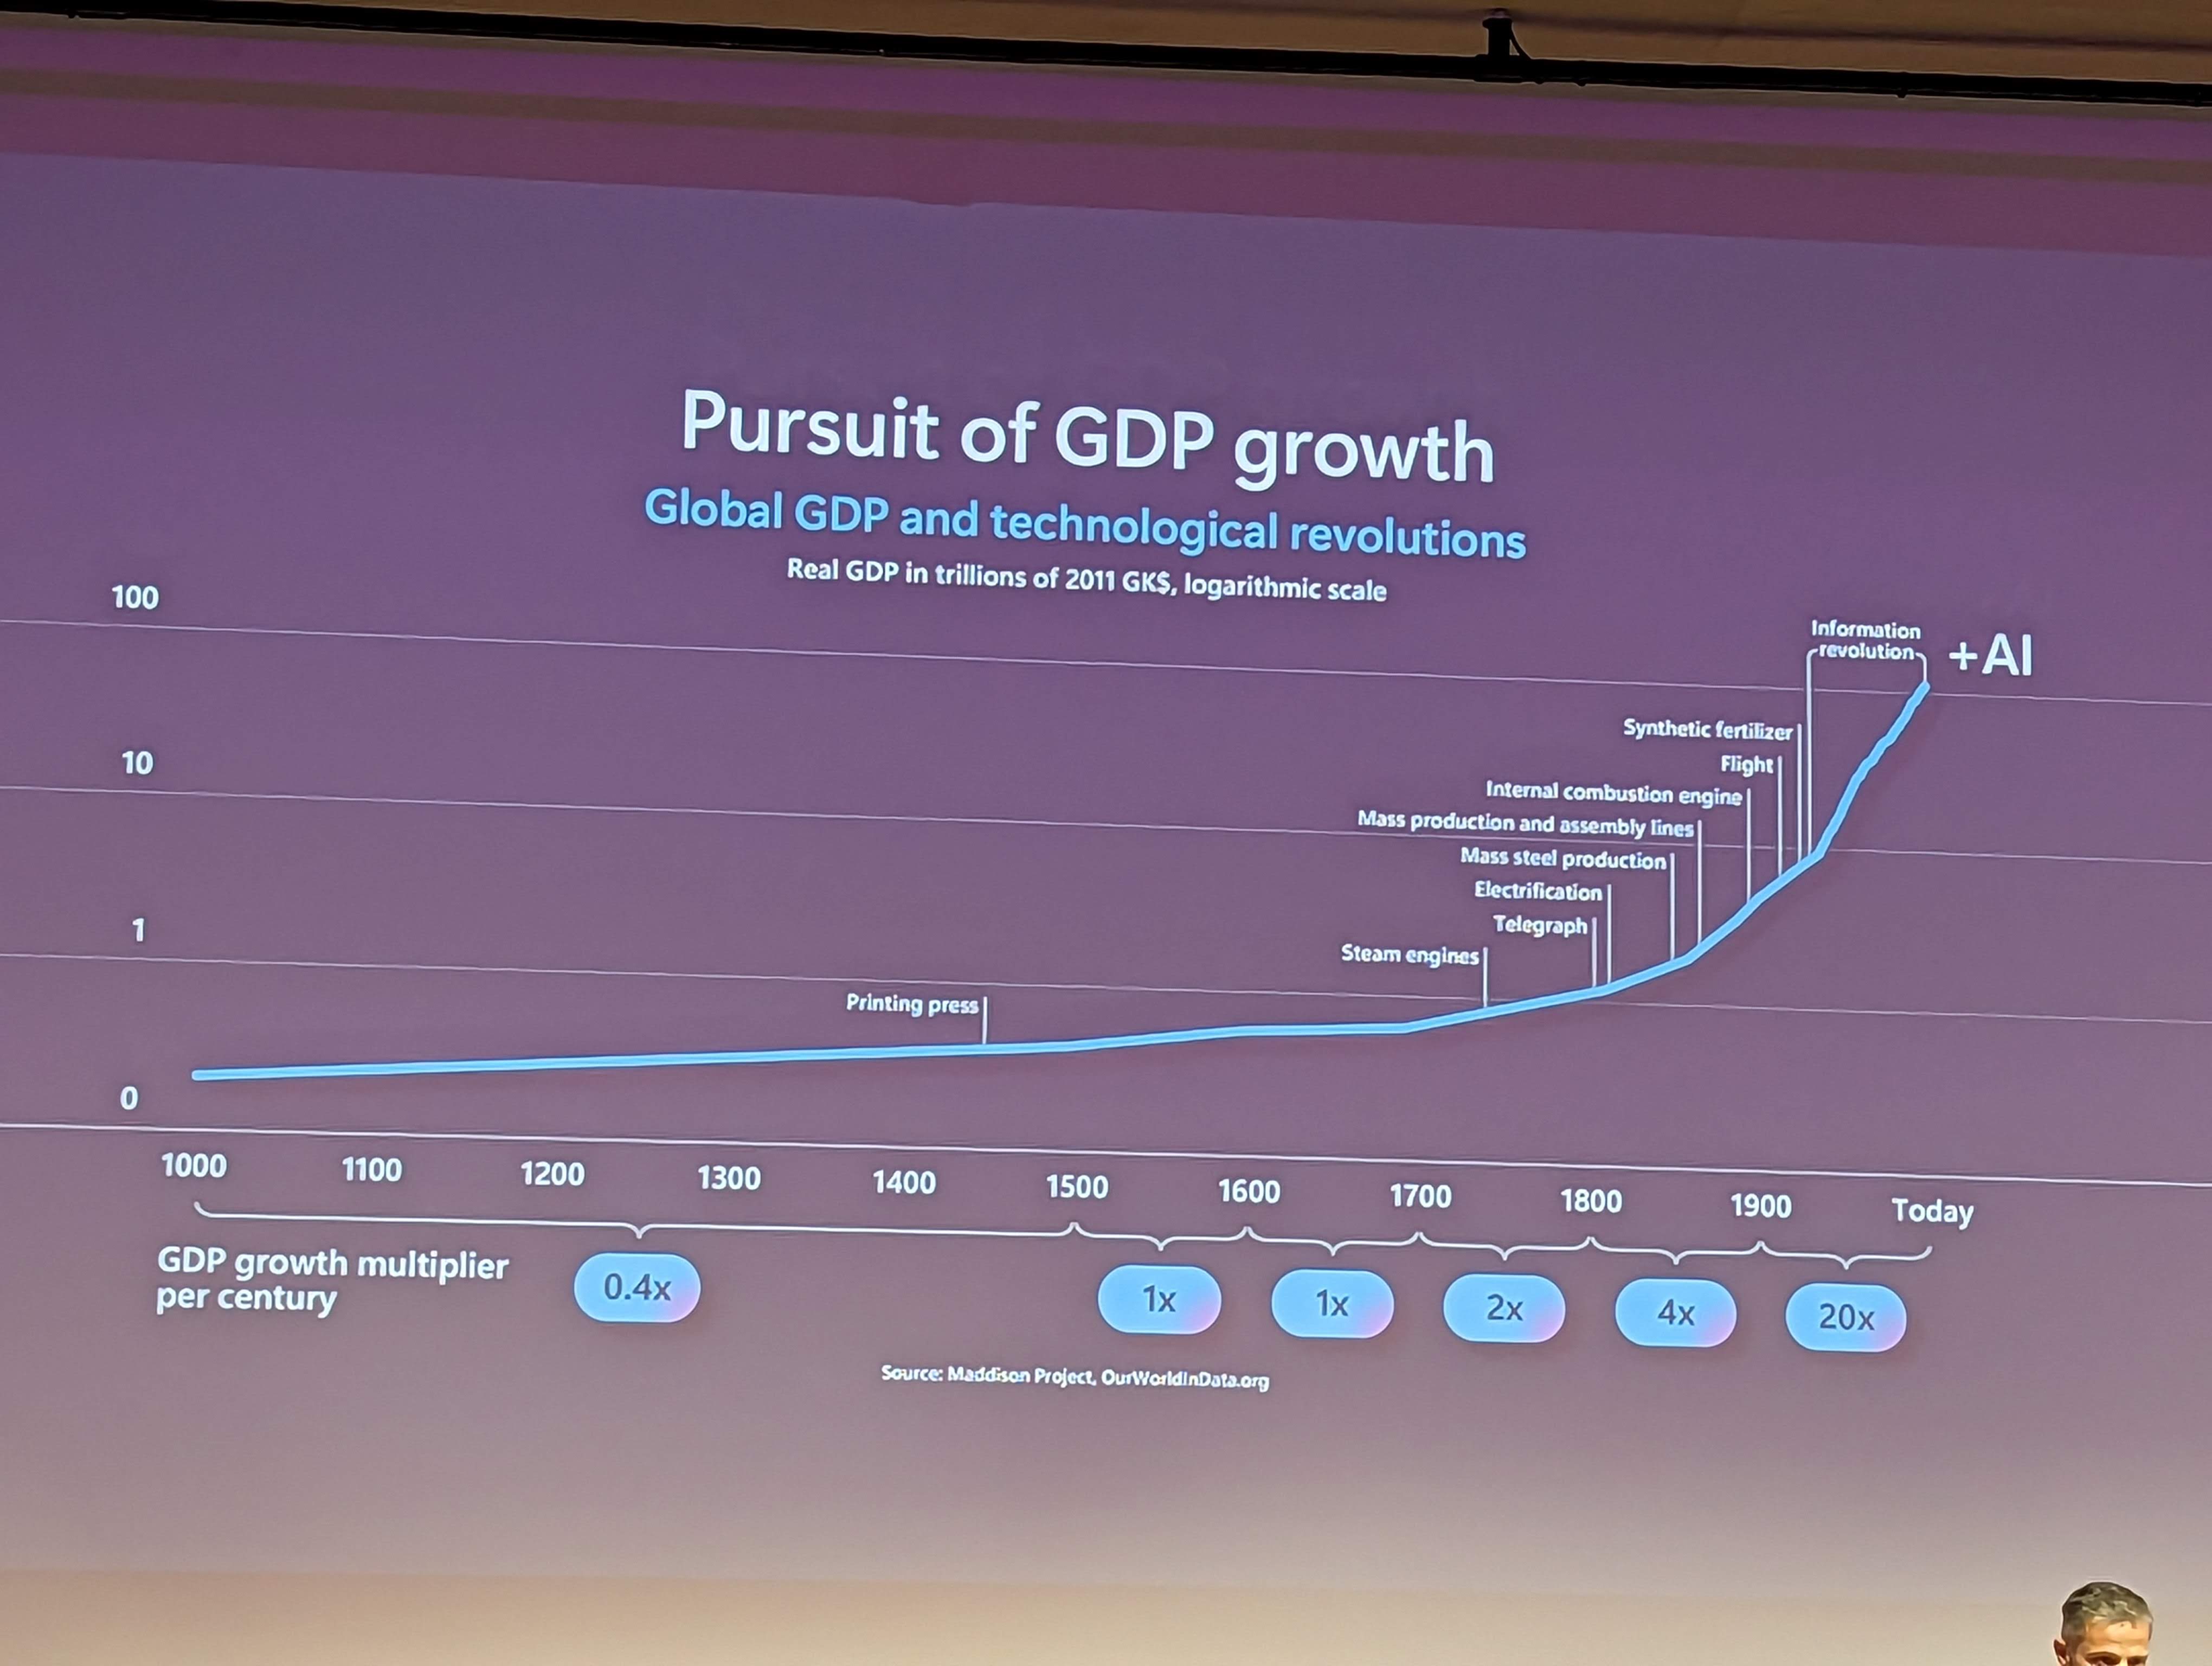 Pursuit of GDP growth
Global GDP and technological revolutions
Real GDP in trillions of 2011 GK$, logarithmic scale
100
Information
revolution
+AI
Synthetic fertilizer
10
Flight
Internal combustion engine
Mass production and assembly lines
Mass steel production
Electrification
Telegraph
1
Steam engines
Printing press
0
1000 1100 1200 1300 1400 1500 1600 1700 1800 1900 Today
GDP growth multiplier
per century
0.4x 1x 1x 2x 4x 20x
Source: Maddison Project, OurWorldInData.org